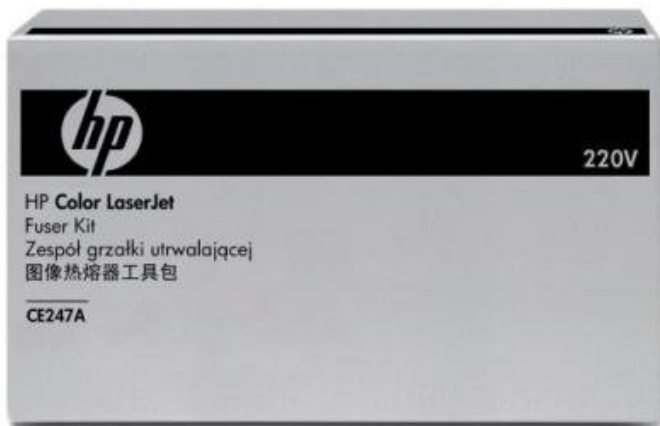 hp
220V
HP Color LaserJet
Fuser Kit
Zespół grzałki utrwalającej
图像热熔器工具包
CE247A